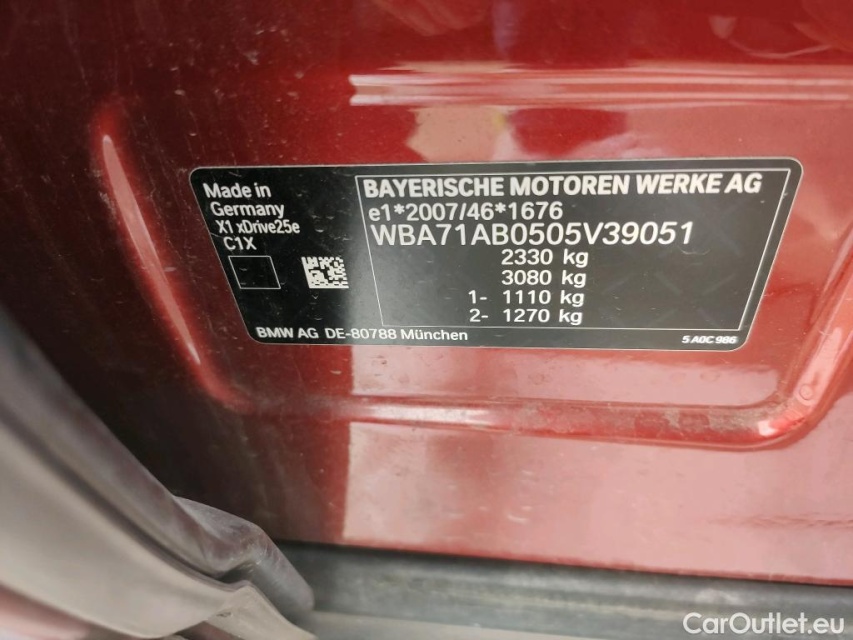 Made in
Germany
X1 xDrive25e
C1X
BAYERISCHE MOTOREN WERKE AG
e1*2007/46*1676
WBA71AB0505V39051
2330 kg
3080 kg
1- 1110 kg
2- 1270 kg
BMW AG DE-80788 München
5 A0C 986
CarOutlet.eu